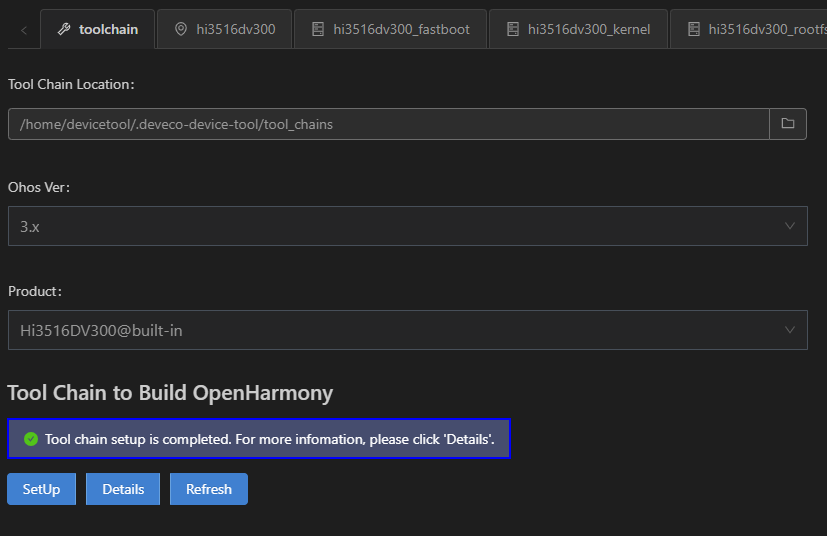 toolchain hi3516dv300 hi3516dv300_fastboot hi3516dv300_kernel hi3516dv300_rootfs
Tool Chain Location:
/home/devicetool/.deveco-device-tool/tool_chains
Ohos Ver:
3.x
Product:
Hi3516DV300@built-in
Tool Chain to Build OpenHarmony
Tool chain setup is completed. For more infomation, please click 'Details'.
SetUp Details Refresh